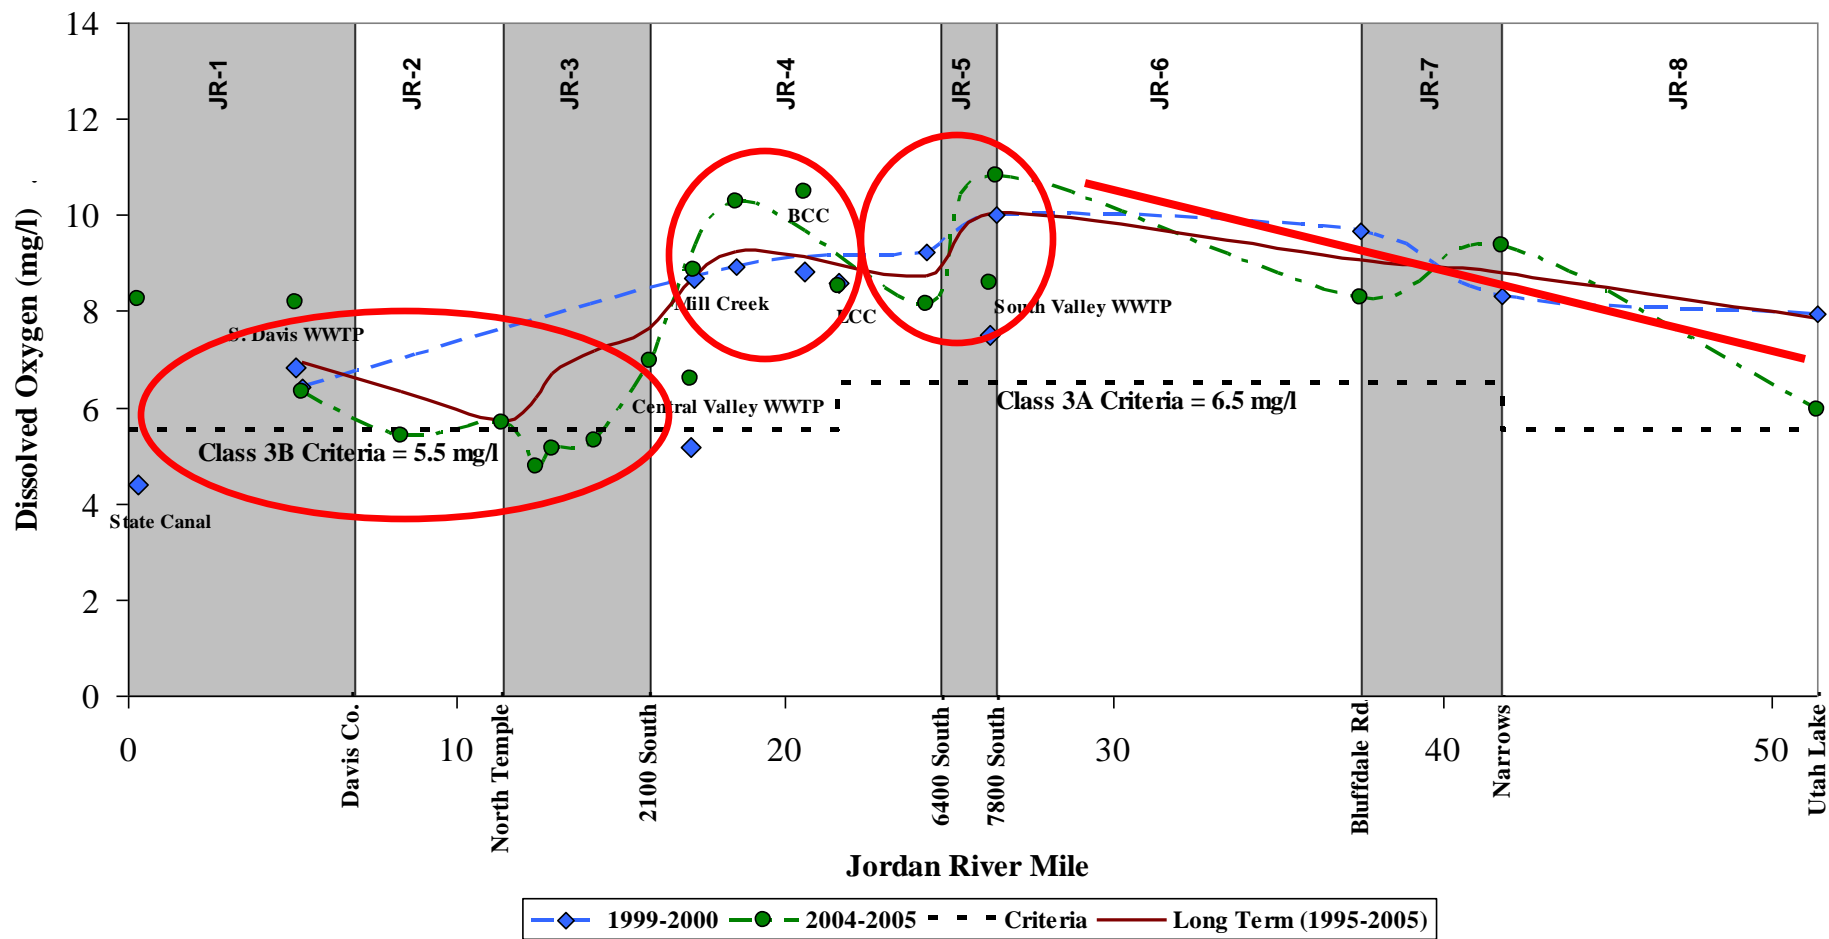 14
12
10
8
6
4
2
0
Dissolved Oxygen (mg/l)
JR-1
JR-2
JR-3
JR-4
JR-5
JR-6
JR-7
JR-8
BCC
Mill Creek
LCC
South Valley WWTP
S. Davis WWTP
Central Valley WWTP
Class 3A Criteria = 6.5 mg/l
Class 3B Criteria = 5.5 mg/l
State Canal
0
10
20
30
40
50
Davis Co.
North Temple
2100 South
6400 South
7800 South
Bluffdale Rd.
Narrows
Utah Lake
Jordan River Mile
1999-2000
2004-2005
Criteria
Long Term (1995-2005)